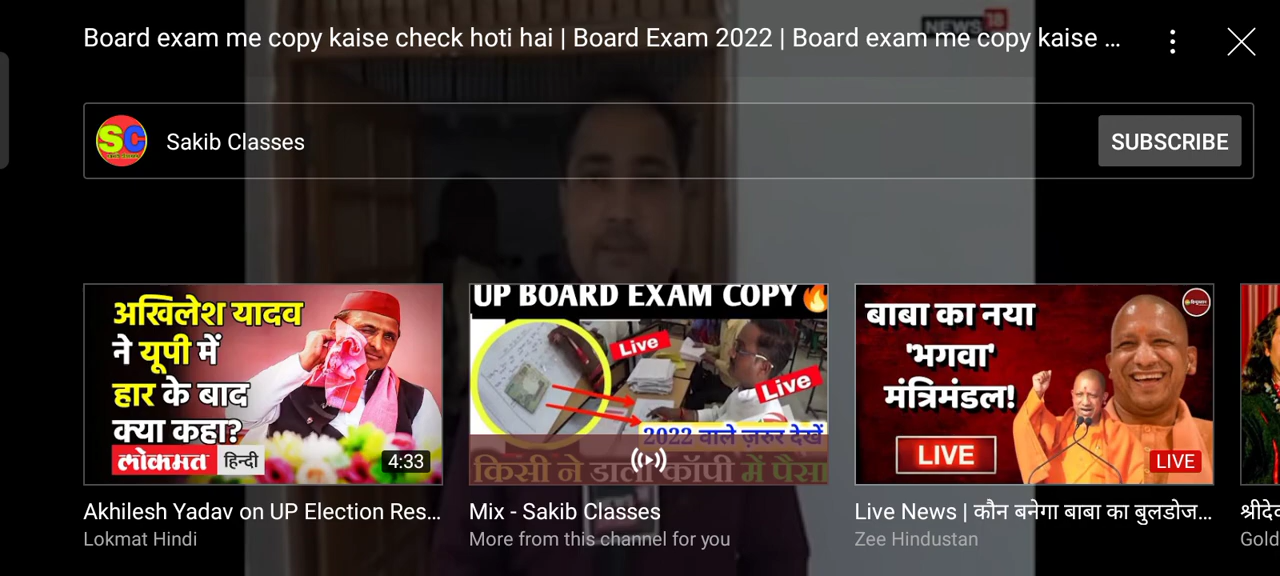 NEWS 18
Board exam me copy kaise check hoti hai | Board Exam 2022 | Board exam me copy kaise ...
SC
Sakib Classes
SUBSCRIBE
अखिलेश यादव
ने यूपी में
हार के बाद
क्या कहा?
लोकमत हिन्दी
4:33
Akhilesh Yadav on UP Election Res...
Lokmat Hindi
UP BOARD EXAM COPY
Live
Live
2022 वाले ज़रुर देखें
किसी ने डाला कॉपी में पैसा
Mix - Sakib Classes
More from this channel for you
बाबा का नया
'भगवा'
मंत्रिमंडल!
LIVE
LIVE
Live News | कौन बनेगा बाबा का बुलडोज...
Zee Hindustan
श्रीदे
Gold